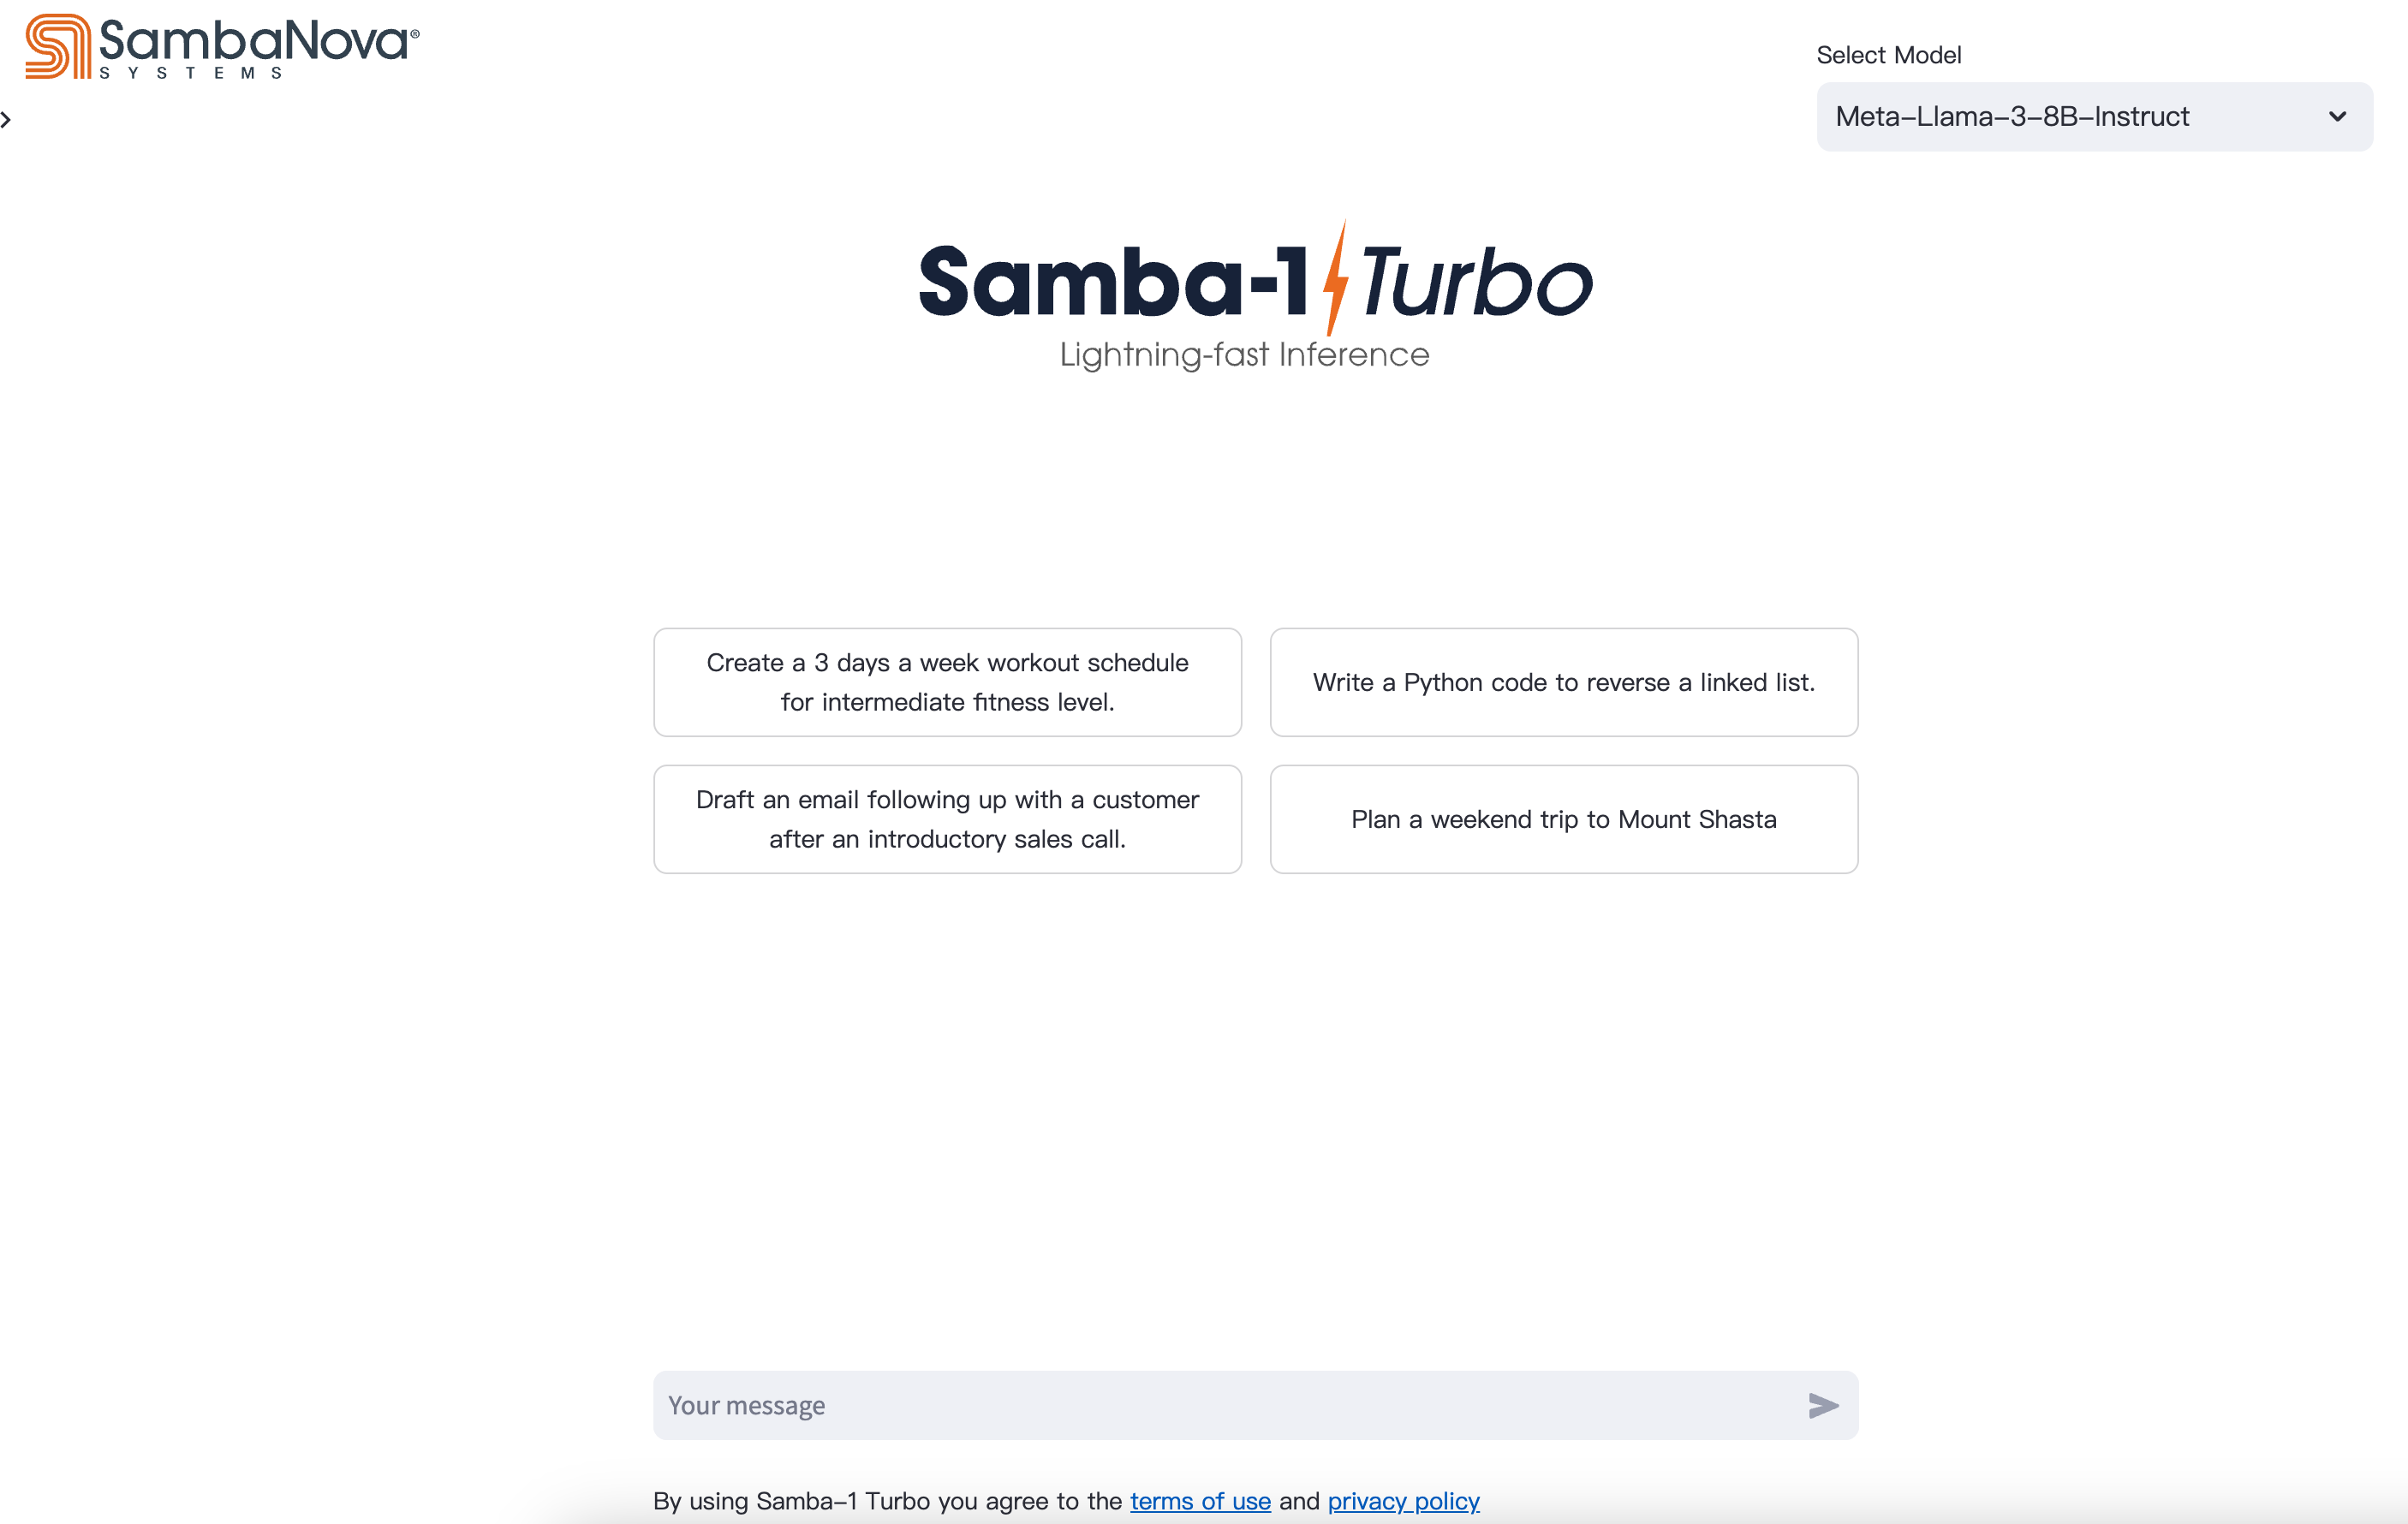 SambaNova®
SYSTEMS
Select Model
Meta-Llama-3-8B-Instruct
Samba-1 Turbo
Lightning-fast Inference
Create a 3 days a week workout schedule
for intermediate fitness level.
Write a Python code to reverse a linked list.
Draft an email following up with a customer
after an introductory sales call.
Plan a weekend trip to Mount Shasta
Your message
By using Samba-1 Turbo you agree to the terms of use and privacy policy